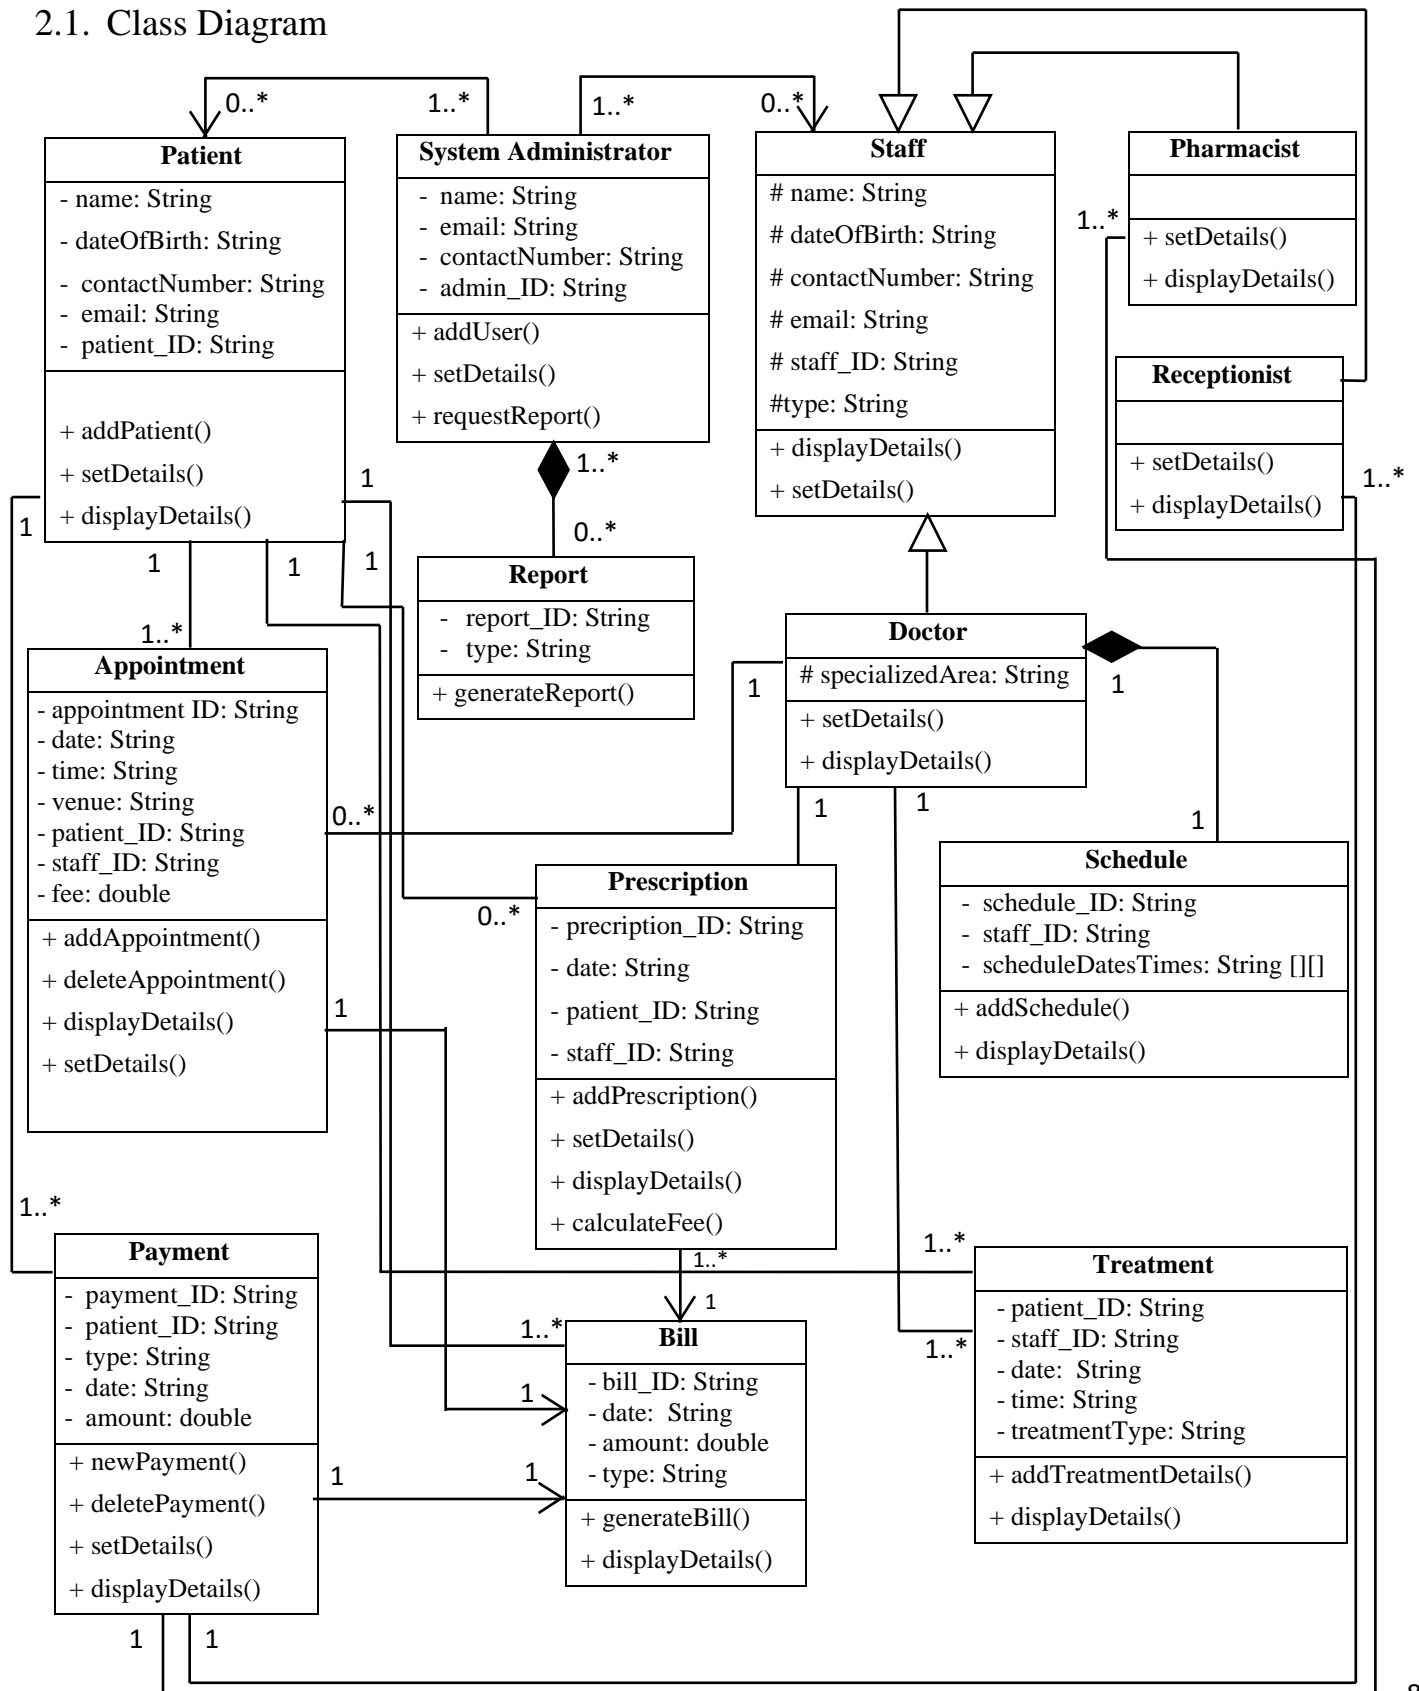 2.1. Class Diagram
0..*
1..*
1..*
0..*
Patient
- name: String
- dateOfBirth: String
- contactNumber: String
- email: String
- patient_ID: String
+ addPatient()
+ setDetails()
+ displayDetails()
System Administrator
- name: String
- email: String
- contactNumber: String
- admin_ID: String
+ addUser()
+ setDetails()
+ requestReport()
Staff
# name: String
# dateOfBirth: String
# contactNumber: String
# email: String
# staff_ID: String
#type: String
+ displayDetails()
+ setDetails()
Pharmacist
+ setDetails()
+ displayDetails()
1..*
Receptionist
+ setDetails()
+ displayDetails()
1..*
1..*
0..*
1
1
1
1
1
1..*
Report
- report_ID: String
- type: String
+ generateReport()
Doctor
# specializedArea: String
+ setDetails()
+ displayDetails()
1
1
1
1
1
Appointment
- appointment ID: String
- date: String
- time: String
- venue: String
- patient_ID: String
- staff_ID: String
- fee: double
+ addAppointment()
+ deleteAppointment()
+ displayDetails()
+ setDetails()
0..*
0..*
1
Prescription
- precription_ID: String
- date: String
- patient_ID: String
- staff_ID: String
+ addPrescription()
+ setDetails()
+ displayDetails()
+ calculateFee()
1..*
1
Schedule
- schedule_ID: String
- staff_ID: String
- scheduleDatesTimes: String [][]
+ addSchedule()
+ displayDetails()
1..*
Payment
- payment_ID: String
- patient_ID: String
- type: String
- date: String
- amount: double
+ newPayment()
+ deletePayment()
+ setDetails()
+ displayDetails()
1
1
1
1..*
1
1
Bill
- bill_ID: String
- date: String
- amount: double
- type: String
+ generateBill()
+ displayDetails()
1..*
1..*
Treatment
- patient_ID: String
- staff_ID: String
- date: String
- time: String
- treatmentType: String
+ addTreatmentDetails()
+ displayDetails()